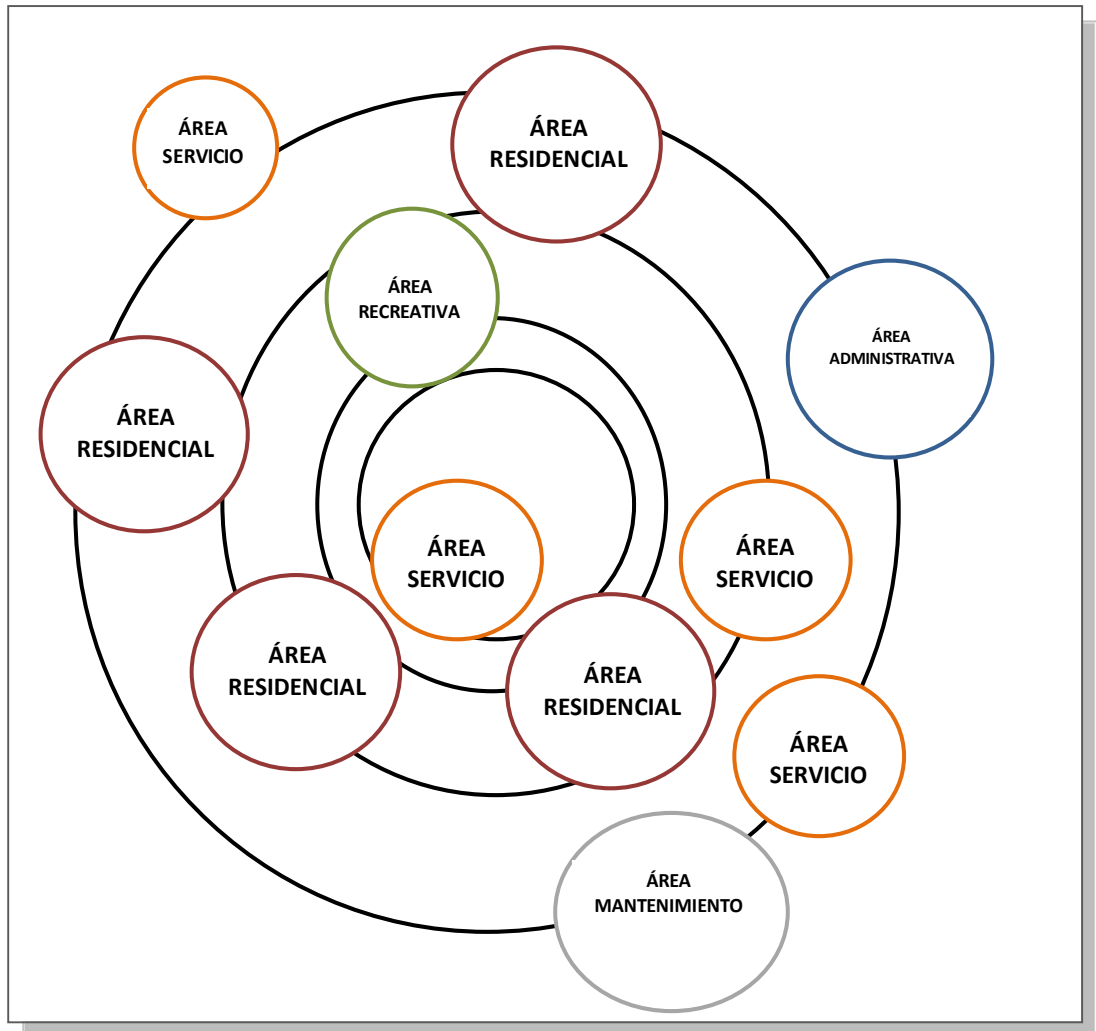 ÁREA
SERVICIO
ÁREA
RESIDENCIAL
ÁREA
RECREATIVA
ÁREA
ADMINISTRATIVA
ÁREA
RESIDENCIAL
ÁREA
SERVICIO
ÁREA
SERVICIO
ÁREA
RESIDENCIAL
ÁREA
RESIDENCIAL
ÁREA
SERVICIO
ÁREA
MANTENIMIENTO